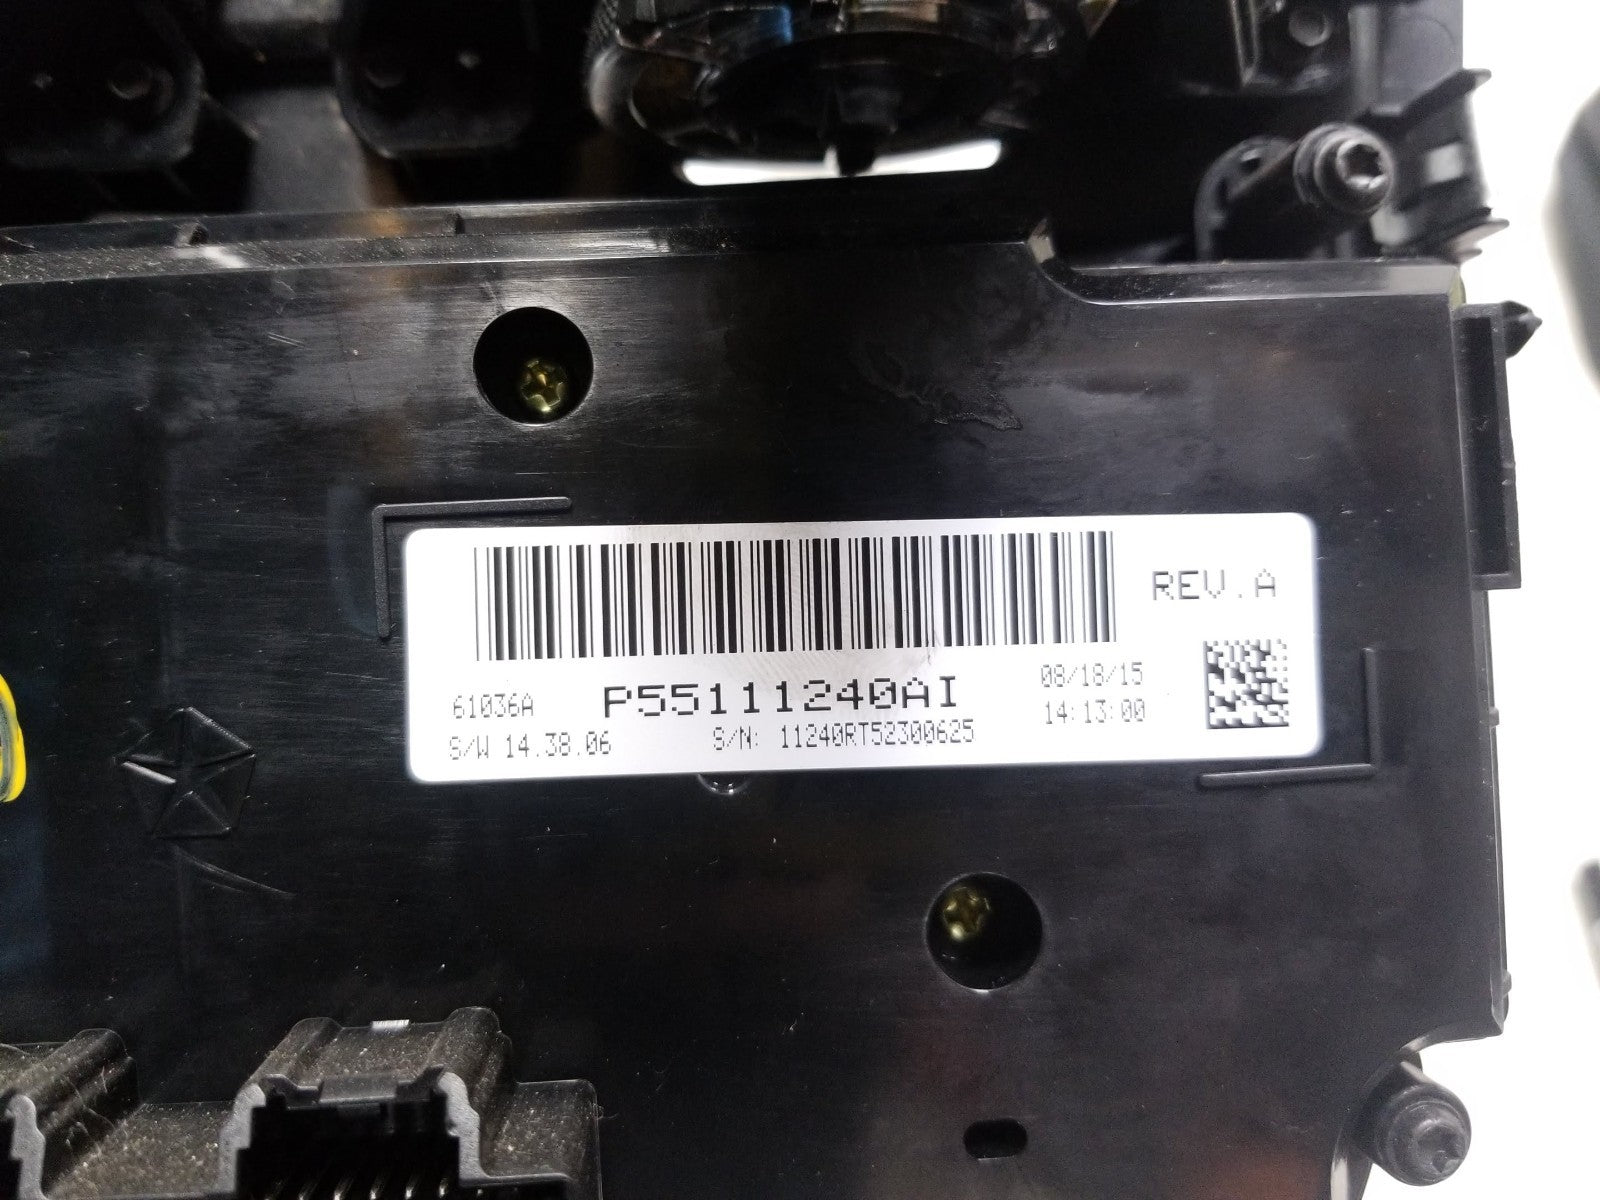 REV.A
61036A P55111240AI 08/18/15
14:13:00
S/W 14.38.06 S/N: 11240RT52300625